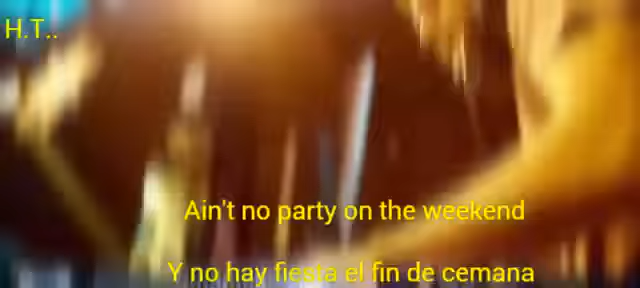 H.T..
Ain't no party on the weekend
Y no hay fiesta el fin de cemana